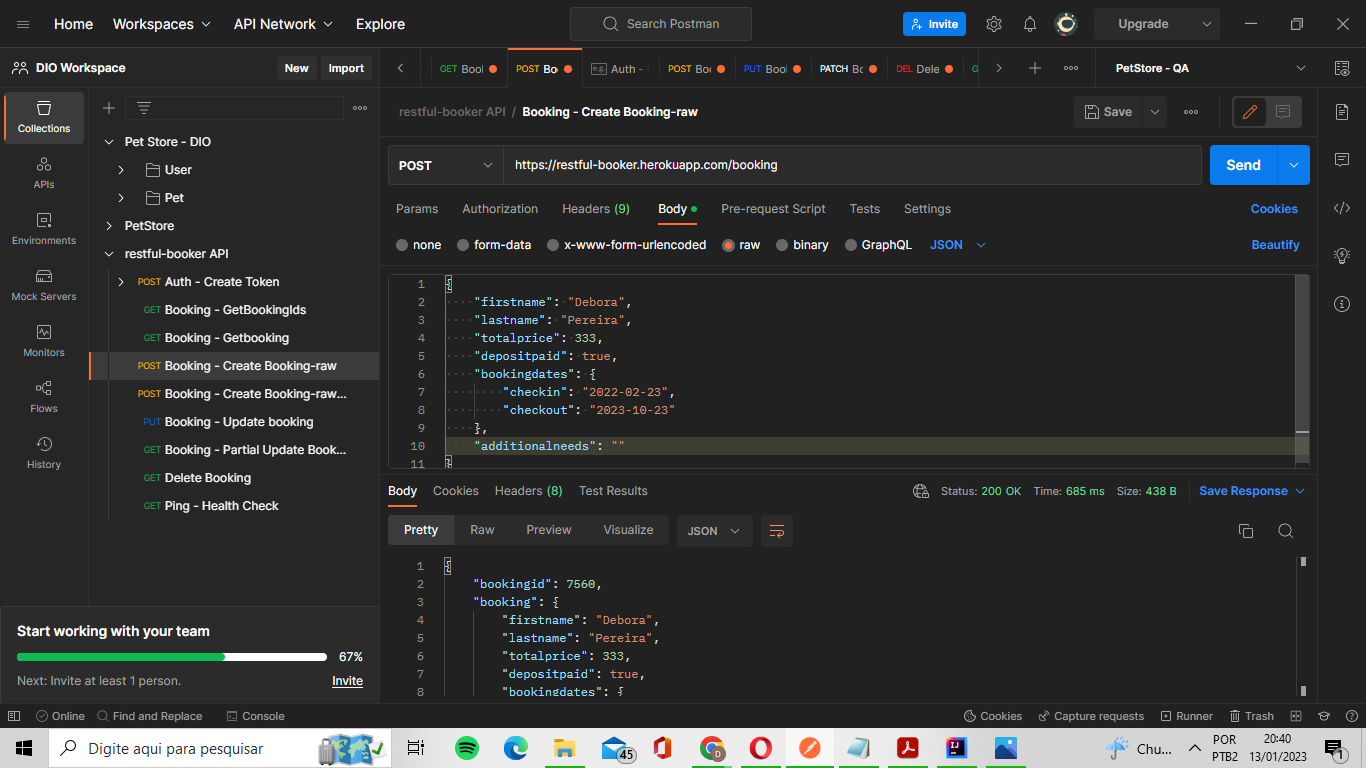 Home Workspaces API Network Explore Search Postman Invite Upgrade
DIO Workspace New Import
GET Bool POST Bo Auth - POST Bo PUT Bool PATCH Bo DEL Dele PetStore - QA
restful-booker API / Booking - Create Booking-raw Save
Collections
APIs
Environments
Mock Servers
Monitors
Flows
History
Pet Store - DIO
User
Pet
PetStore
restful-booker API
POST Auth - Create Token
GET Booking - GetBookingIds
GET Booking - Getbooking
POST Booking - Create Booking-raw
POST Booking - Create Booking-raw...
PUT Booking - Update booking
GET Booking - Partial Update Book...
GET Delete Booking
GET Ping - Health Check
Start working with your team
67%
Next: Invite at least 1 person. Invite
POST https://restful-booker.herokuapp.com/booking Send
Params Authorization Headers (9) Body Pre-request Script Tests Settings Cookies
none form-data x-www-form-urlencoded raw binary GraphQL JSON Beautify
1 {
2 "firstname": "Debora",
3 "lastname": "Pereira",
4 "totalprice": 333,
5 "depositpaid": true,
6 "bookingdates": {
7 "checkin": "2022-02-23",
8 "checkout": "2023-10-23"
9 },
10 "additionalneeds": ""
11 }
Body Cookies Headers (8) Test Results Status: 200 OK Time: 685 ms Size: 438 B Save Response
Pretty Raw Preview Visualize JSON
1 {
2 "bookingid": 7560,
3 "booking": {
4 "firstname": "Debora",
5 "lastname": "Pereira",
6 "totalprice": 333,
7 "depositpaid": true,
8 "bookingdates": {
Online Find and Replace Console Cookies Capture requests Runner Trash
Digite aqui para pesquisar 45 D Chu... POR 20:40
PTB2 13/01/2023 1